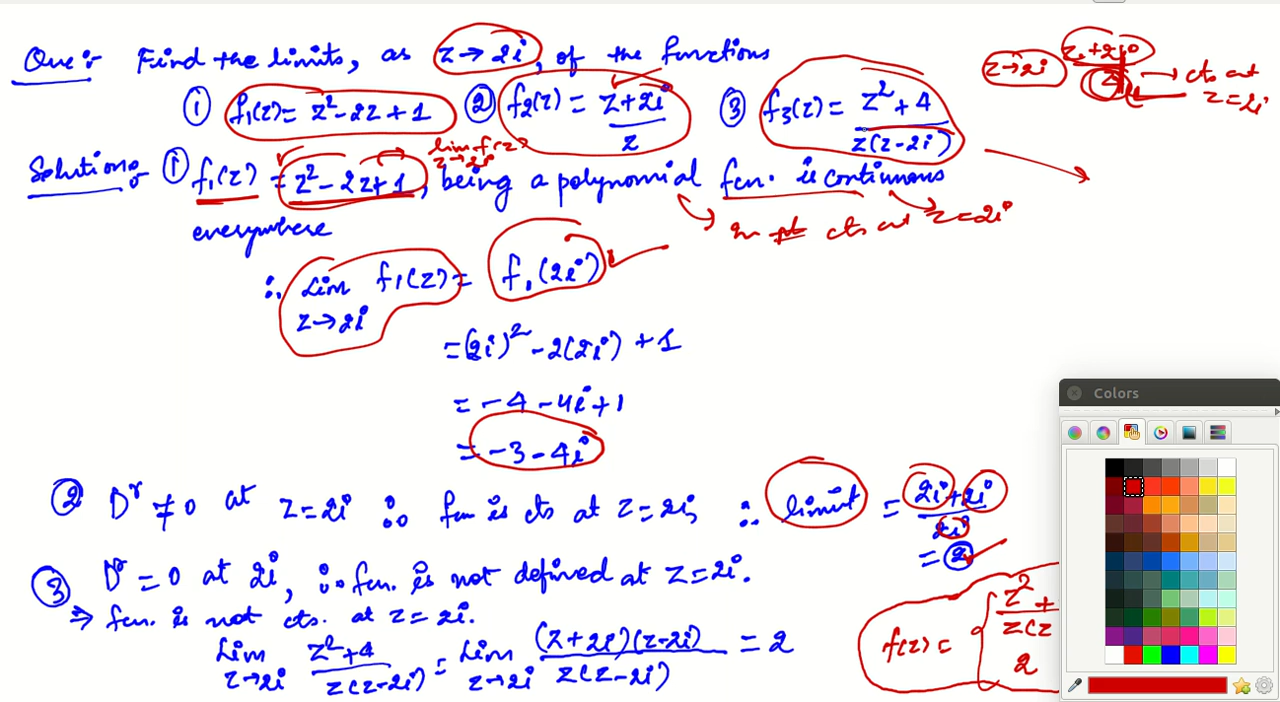 Que:- Find the limits, as z → 2i, of the functions
① f1(z) = z² - 2z + 1 ② f2(z) = z+2i / z ③ f3(z) = z² + 4 / z(z-2i)
z→2i z+2i / z → cts at z=2i
lim f(z) z→2i
Solution:- ① f1(z) = z² - 2z + 1, being a polynomial fcn. is continuous
everywhere
cts at z=2i
∴ Lim z→2i f1(z) = f1(2i)
= (2i)² - 2(2i) + 1
= -4 - 4i + 1
= -3 - 4i
② Dr ≠ 0 at z=2i ∴ fcn is cts at z=2i, ∴ limit = 2i+2i / 2i
= 2
③ Dr = 0 at 2i, ∴ fcn. is not defined at z=2i.
⇒ fcn. is not cts. at z=2i.
Lim z→2i z²+4 / z(z-2i) = Lim z→2i (z+2i)(z-2i) / z(z-2i) = 2
f(z) = { z² + / z(z
2
Colors